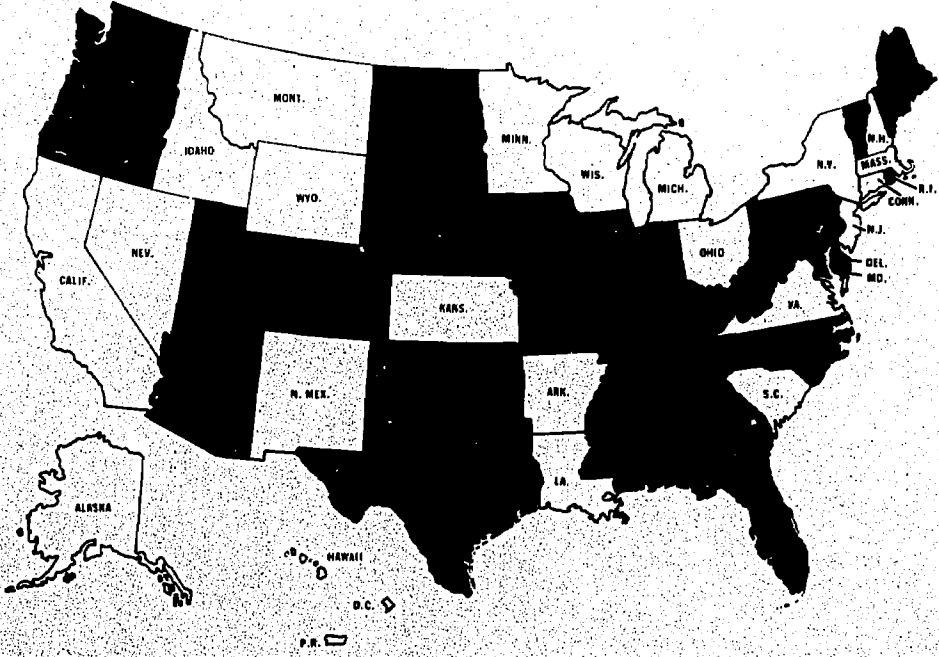 MONT.
MINN.
N.H.
IDAHO
MASS.
N.Y.
WIS.
R.I.
MICH.
WYO.
CONN.
N.J.
NEV.
OHIO
DEL.
CALIF.
MD.
VA.
KANS.
N. MEX.
ARK.
S.C.
LA.
ALASKA
HAWAII
D.C.
P.R.